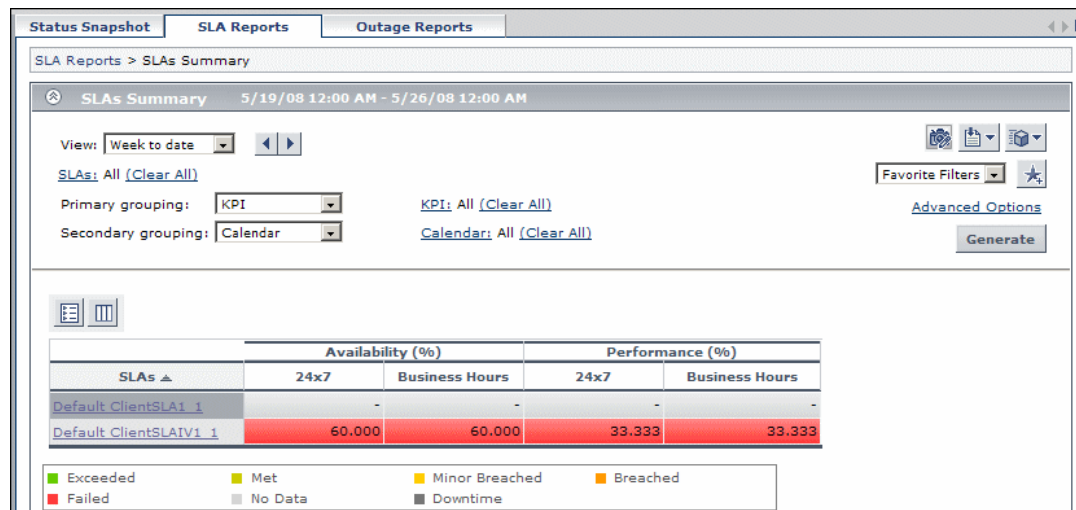 Status Snapshot SLA Reports Outage Reports
SLA Reports > SLAs Summary
SLAs Summary 5/19/08 12:00 AM - 5/26/08 12:00 AM
View: Week to date
SLAs: All (Clear All) Favorite Filters
Primary grouping: KPI KPI: All (Clear All) Advanced Options
Secondary grouping: Calendar Calendar: All (Clear All) Generate
Availability (%) Performance (%)
SLAs 24x7 Business Hours 24x7 Business Hours
Default ClientSLA1_1 - - - -
Default ClientSLAIV1_1 60.000 60.000 33.333 33.333
Exceeded Met Minor Breached Breached
Failed No Data Downtime